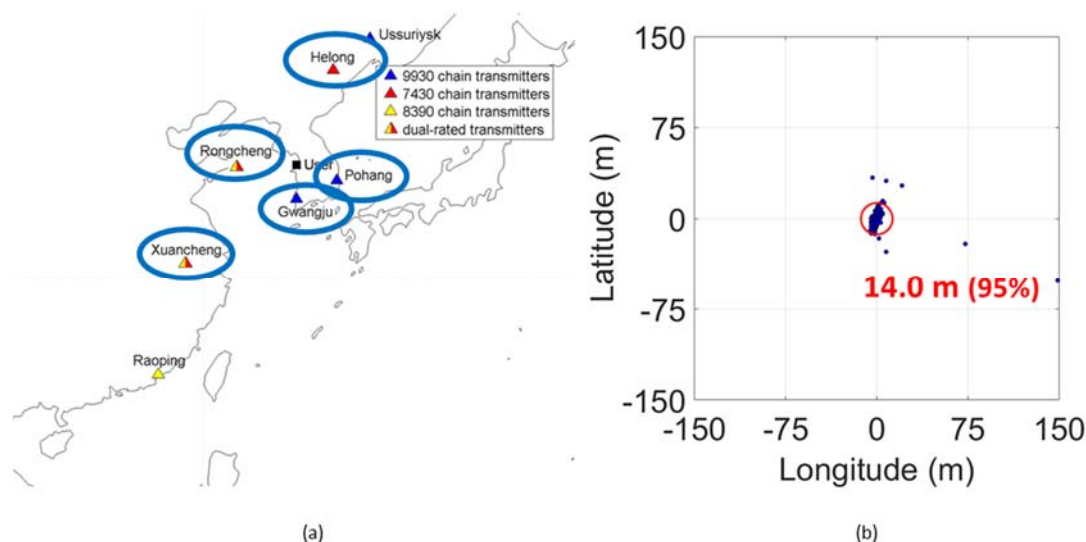 Ussuriysk
Helong
9930 chain transmitters
7430 chain transmitters
8390 chain transmitters
dual-rated transmitters
Rongcheng
User
Pohang
Gwangju
Xuancheng
Raoping
(a)
150
75
0
-75
-150
Latitude (m)
14.0 m (95%)
-150 -75 0 75 150
Longitude (m)
(b)